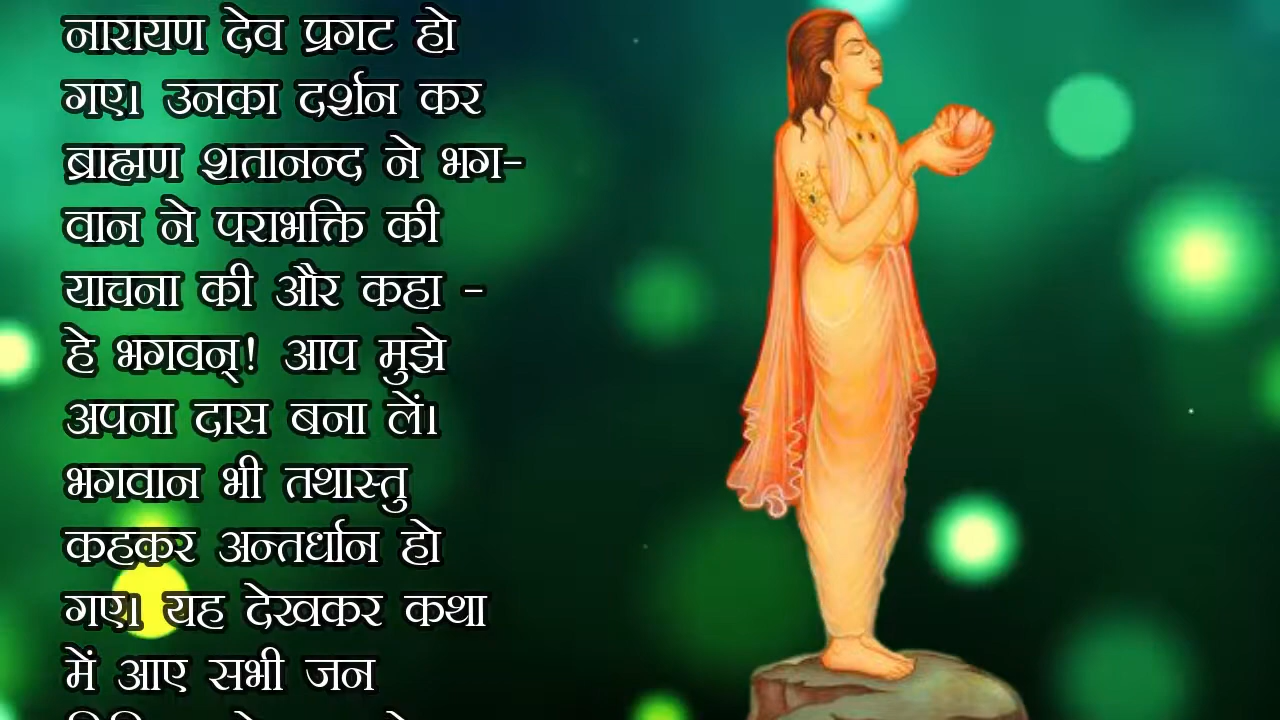 नारायण देव प्रगट हो
गए। उनका दर्शन कर
ब्राह्मण शतानन्द ने भग-
वान ने पराभक्ति की
याचना की और कहा -
हे भगवन्! आप मुझे
अपना दास बना लें।
भगवान भी तथास्तु
कहकर अन्तर्धान हो
गए। यह देखकर कथा
में आए सभी जन